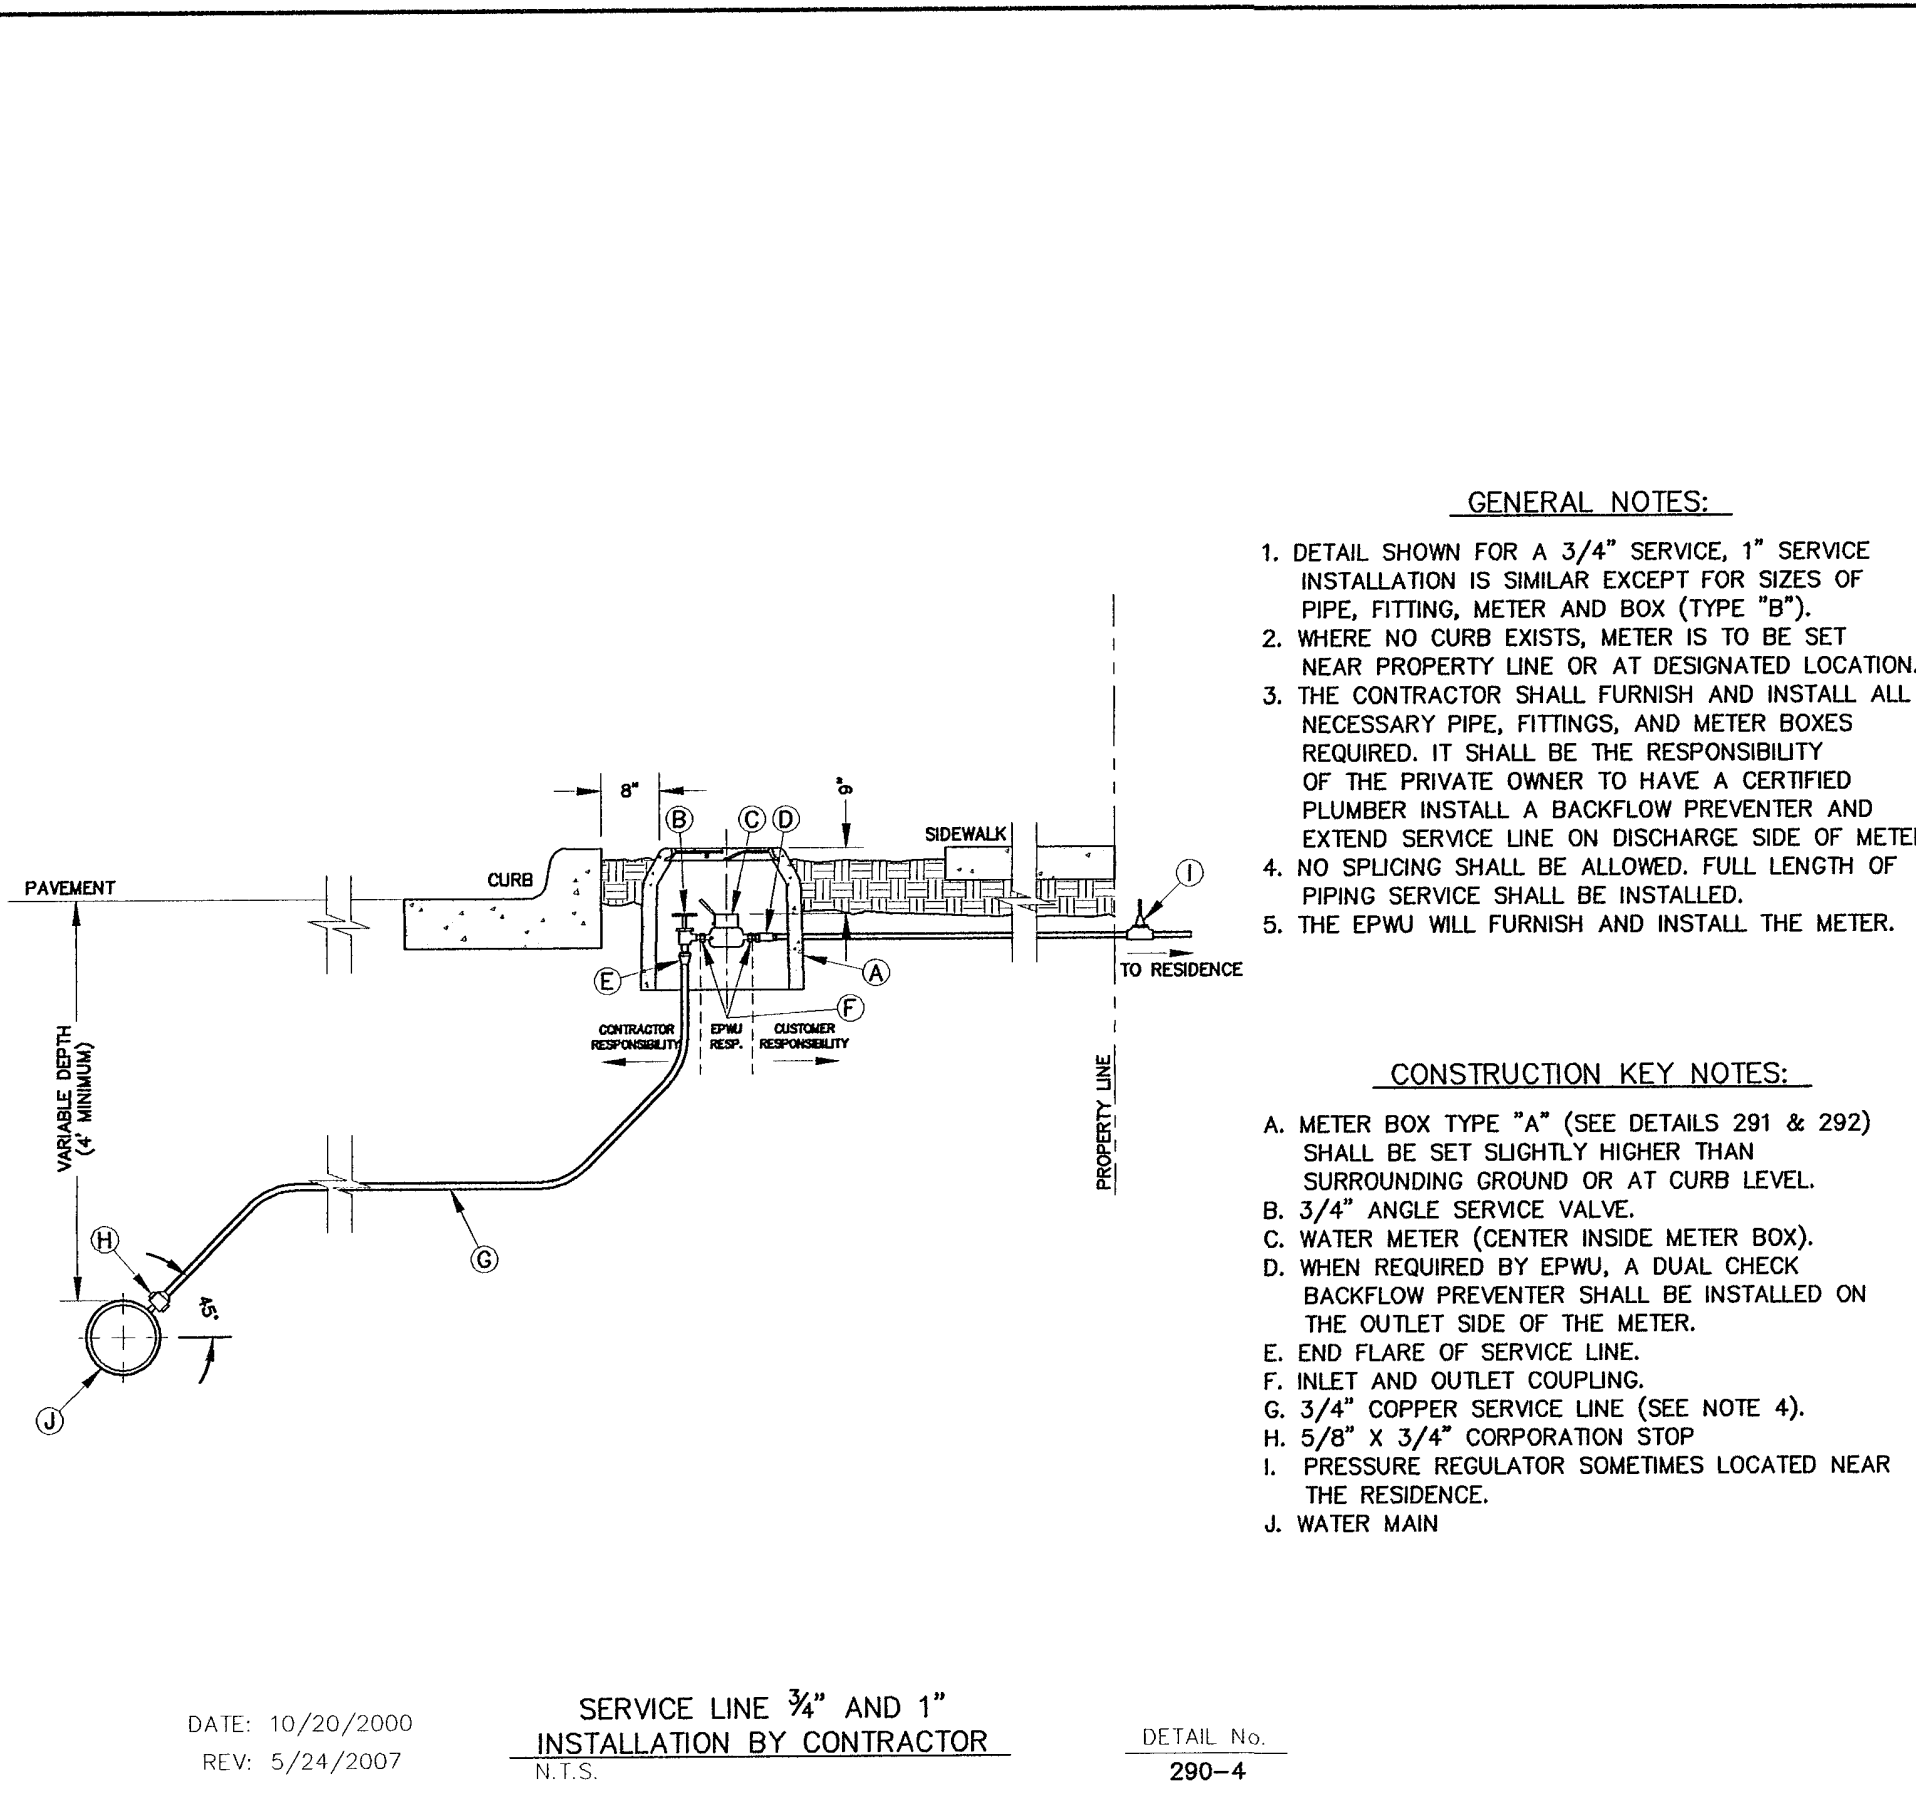 GENERAL NOTES:
1. DETAIL SHOWN FOR A 3/4" SERVICE, 1" SERVICE
INSTALLATION IS SIMILAR EXCEPT FOR SIZES OF
PIPE, FITTING, METER AND BOX (TYPE "B").
2. WHERE NO CURB EXISTS, METER IS TO BE SET
NEAR PROPERTY LINE OR AT DESIGNATED LOCATION.
3. THE CONTRACTOR SHALL FURNISH AND INSTALL ALL
NECESSARY PIPE, FITTINGS, AND METER BOXES
REQUIRED. IT SHALL BE THE RESPONSIBILITY
OF THE PRIVATE OWNER TO HAVE A CERTIFIED
PLUMBER INSTALL A BACKFLOW PREVENTER AND
EXTEND SERVICE LINE ON DISCHARGE SIDE OF METER
4. NO SPLICING SHALL BE ALLOWED. FULL LENGTH OF
PIPING SERVICE SHALL BE INSTALLED.
5. THE EPWU WILL FURNISH AND INSTALL THE METER.
8"
B
C
D
SIDEWALK
I
PAVEMENT
CURB
E
A
TO RESIDENCE
F
CONTRACTOR
RESPONSIBILITY
EPWU
RESP.
CUSTOMER
RESPONSIBILITY
VARIABLE DEPTH
(4' MINIMUM)
PROPERTY LINE
H
G
45°
J
CONSTRUCTION KEY NOTES:
A. METER BOX TYPE "A" (SEE DETAILS 291 & 292)
SHALL BE SET SLIGHTLY HIGHER THAN
SURROUNDING GROUND OR AT CURB LEVEL.
B. 3/4" ANGLE SERVICE VALVE.
C. WATER METER (CENTER INSIDE METER BOX).
D. WHEN REQUIRED BY EPWU, A DUAL CHECK
BACKFLOW PREVENTER SHALL BE INSTALLED ON
THE OUTLET SIDE OF THE METER.
E. END FLARE OF SERVICE LINE.
F. INLET AND OUTLET COUPLING.
G. 3/4" COPPER SERVICE LINE (SEE NOTE 4).
H. 5/8" X 3/4" CORPORATION STOP
I. PRESSURE REGULATOR SOMETIMES LOCATED NEAR
THE RESIDENCE.
J. WATER MAIN
DATE: 10/20/2000
REV: 5/24/2007
SERVICE LINE ¾" AND 1"
INSTALLATION BY CONTRACTOR
N.T.S.
DETAIL No.
290-4